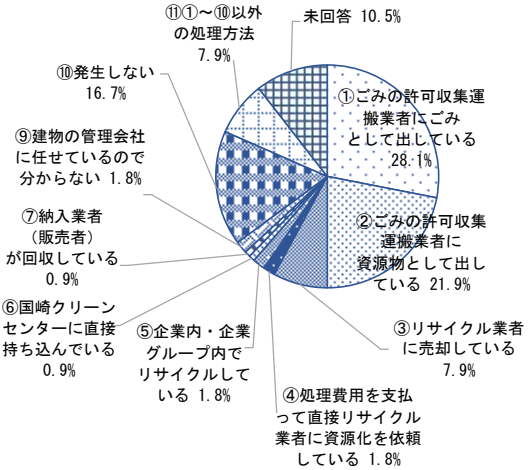 ①ごみの許可収集運
搬業者にごみ
として出している
28.1%
②ごみの許可収集
運搬業者に
資源物として出し
ている 21.9%
③リサイクル業者
に売却している
7.9%
④処理費用を支払
って直接リサイクル
業者に資源化を依頼
している 1.8%
⑤企業内・企業
グループ内で
リサイクルして
いる 1.8%
⑥国崎クリーン
センターに直接
持ち込んでいる
0.9%
⑦納入業者
（販売者）
が回収している
0.9%
⑨建物の管理会社
に任せているので
分からない 1.8%
⑩発生しない
16.7%
⑪①～⑩以外
の処理方法
7.9%
未回答 10.5%